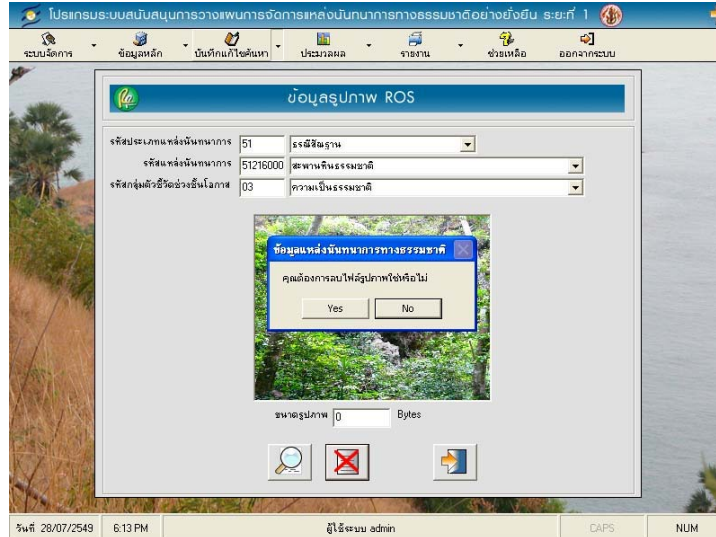 โปรแกรมระบบสนับสนุนการวางแผนการจัดการแหล่งนันทนาการทางธรรมชาติอย่างยั่งยืน ระยะที่ 1
ระบบจัดการ ข้อมูลหลัก บันทึกแก้ไขค้นหา ประมวลผล รายงาน ช่วยเหลือ ออกจากระบบ
ข้อมูลรูปภาพ ROS
รหัสประเภทแหล่งนันทนาการ 51 ธรณีสัณฐาน
รหัสแหล่งนันทนาการ 51216000 สะพานหินธรรมชาติ
รหัสกลุ่มตัวชี้วัดช่วงชั้นโอกาส 03 ความเป็นธรรมชาติ
ข้อมูลแหล่งนันทนาการทางธรรมชาติ
คุณต้องการลบไฟล์รูปภาพใช่หรือไม่
Yes No
ขนาดรูปภาพ 0 Bytes
วันที่ 28/07/2549 6:13 PM ผู้ใช้ระบบ admin CAPS NUM